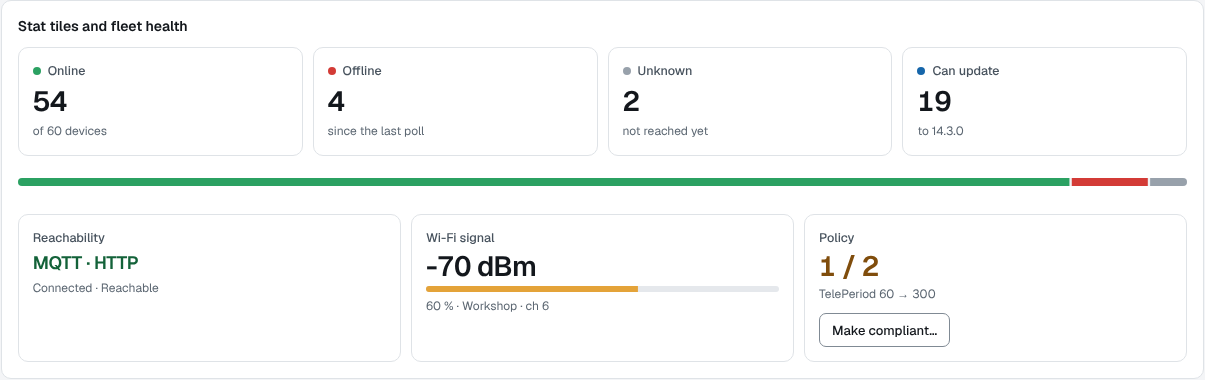 Stat tiles and fleet health
Online
54
of 60 devices
Offline
4
since the last poll
Unknown
2
not reached yet
Can update
19
to 14.3.0
Reachability
MQTT · HTTP
Connected · Reachable
Wi-Fi signal
-70 dBm
60 % · Workshop · ch 6
Policy
1 / 2
TelePeriod 60 → 300
Make compliant…